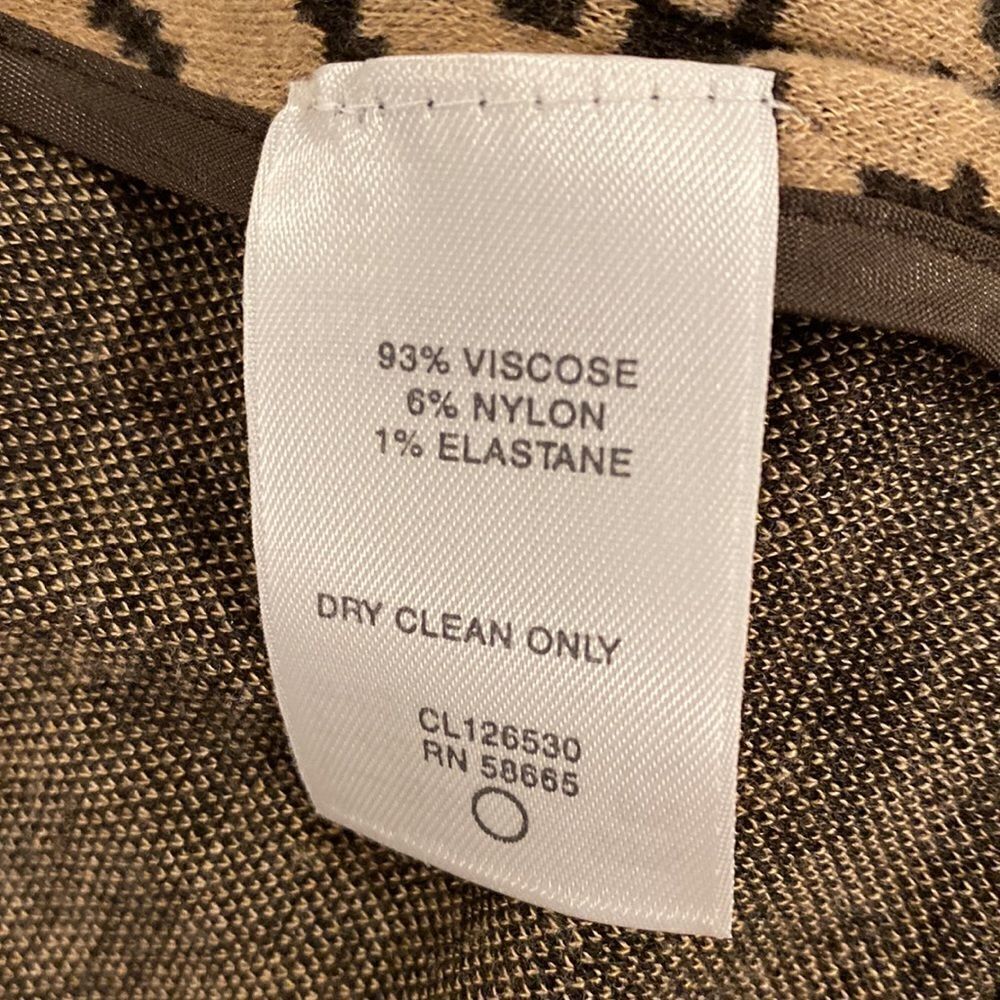 93% VISCOSE
6% NYLON
1% ELASTANE
DRY CLEAN ONLY
CL126530
RN 58665